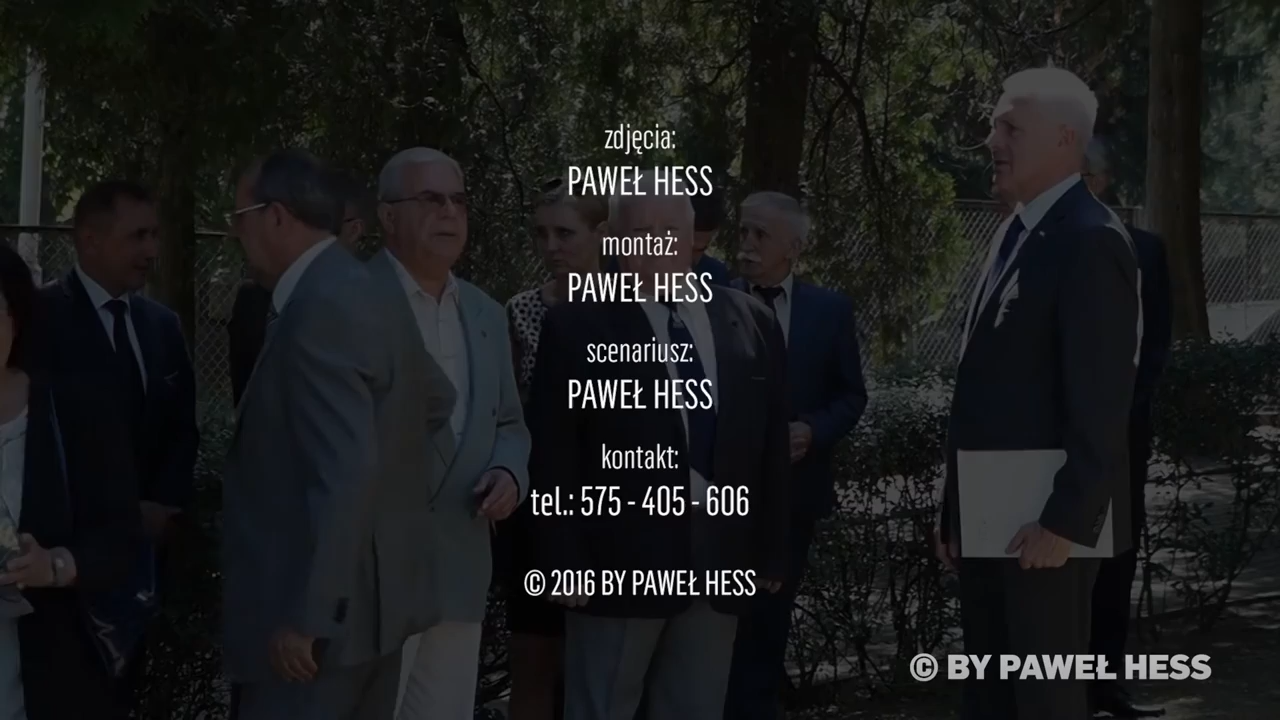 zdjęcia:
PAWEŁ HESS
montaż:
PAWEŁ HESS
scenariusz:
PAWEŁ HESS
kontakt:
tel.: 575 - 405 - 606
© 2016 BY PAWEŁ HESS
© BY PAWEŁ HESS